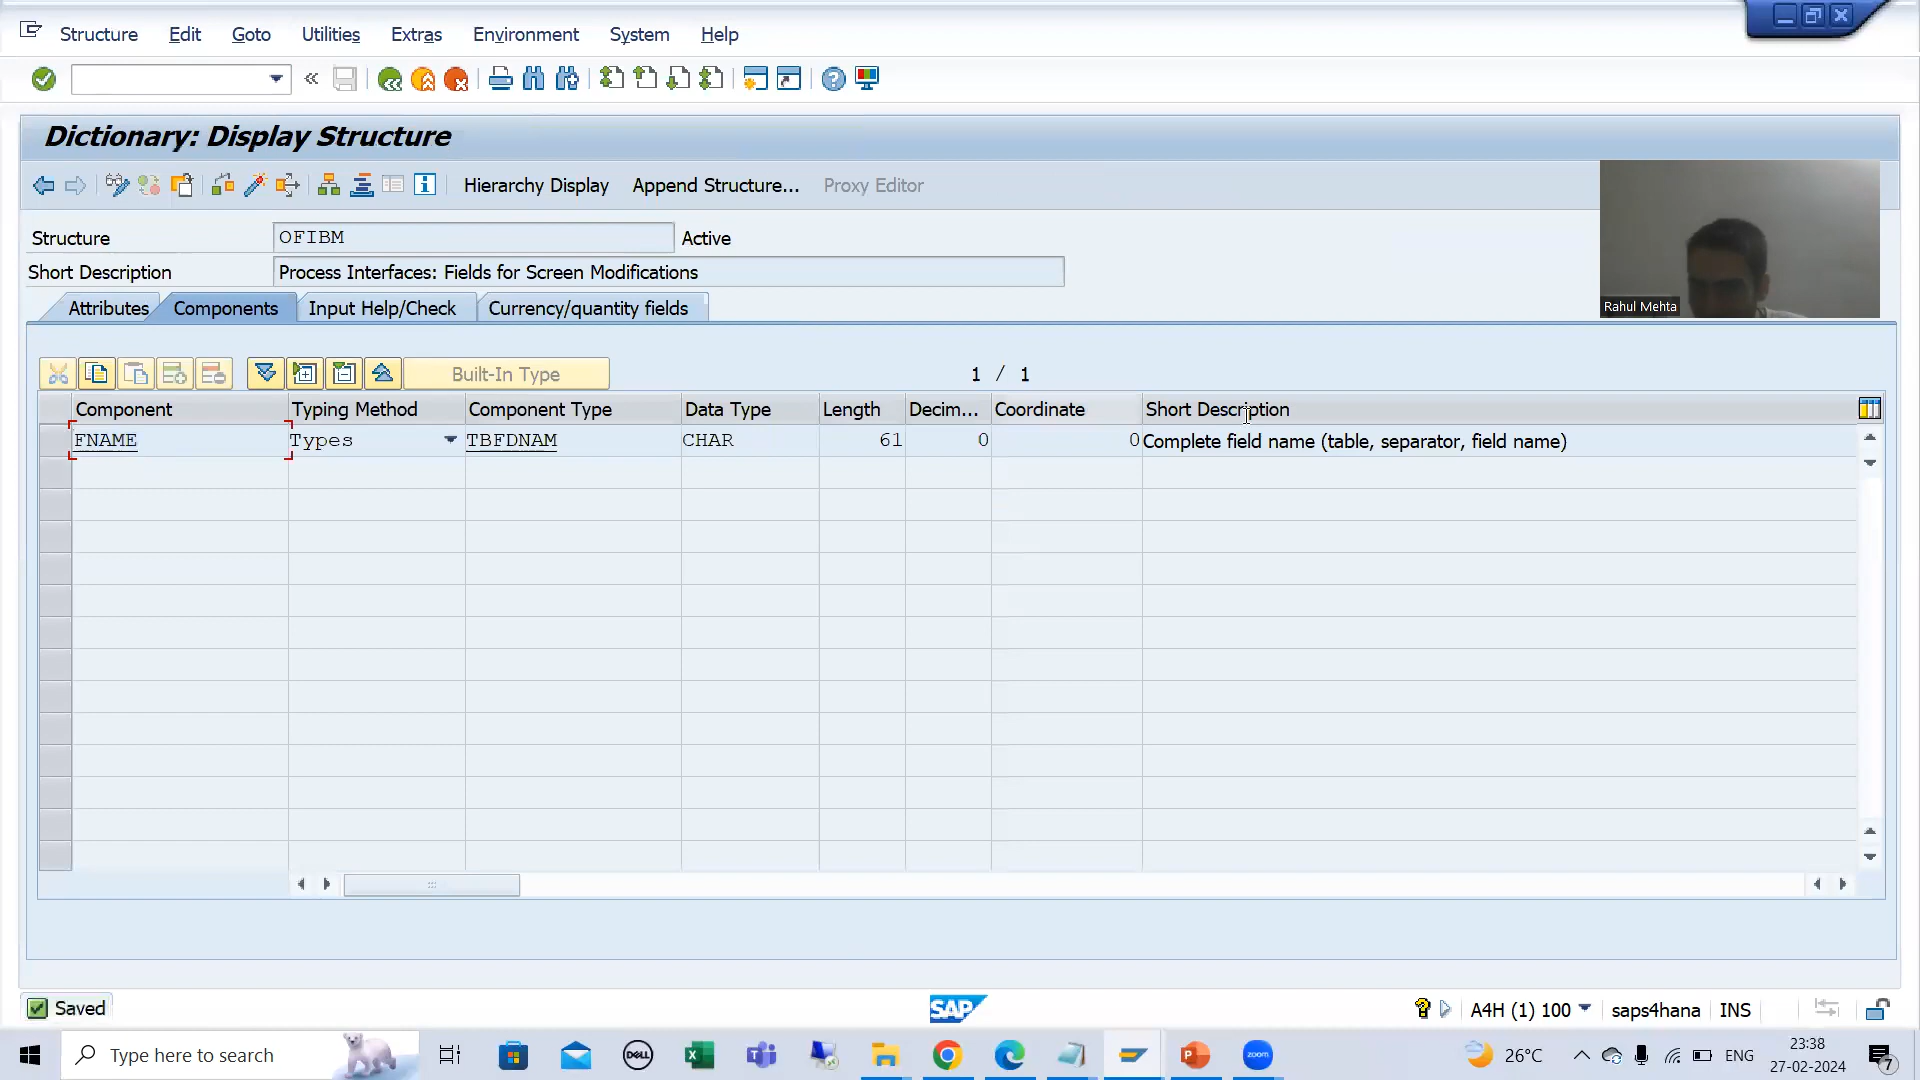 Structure Edit Goto Utilities Extras Environment System Help
Dictionary: Display Structure
Hierarchy Display Append Structure... Proxy Editor
Structure OFIBM Active
Short Description Process Interfaces: Fields for Screen Modifications
Attributes Components Input Help/Check Currency/quantity fields
Rahul Mehta
Built-In Type 1 / 1
Component Typing Method Component Type Data Type Length Decim... Coordinate Short Description
FNAME Types TBFDNAM CHAR 61 0 0 Complete field name (table, separator, field name)
Saved SAP A4H (1) 100 saps4hana INS
Type here to search DELL zoom 26°C ENG 23:38
27-02-2024 7